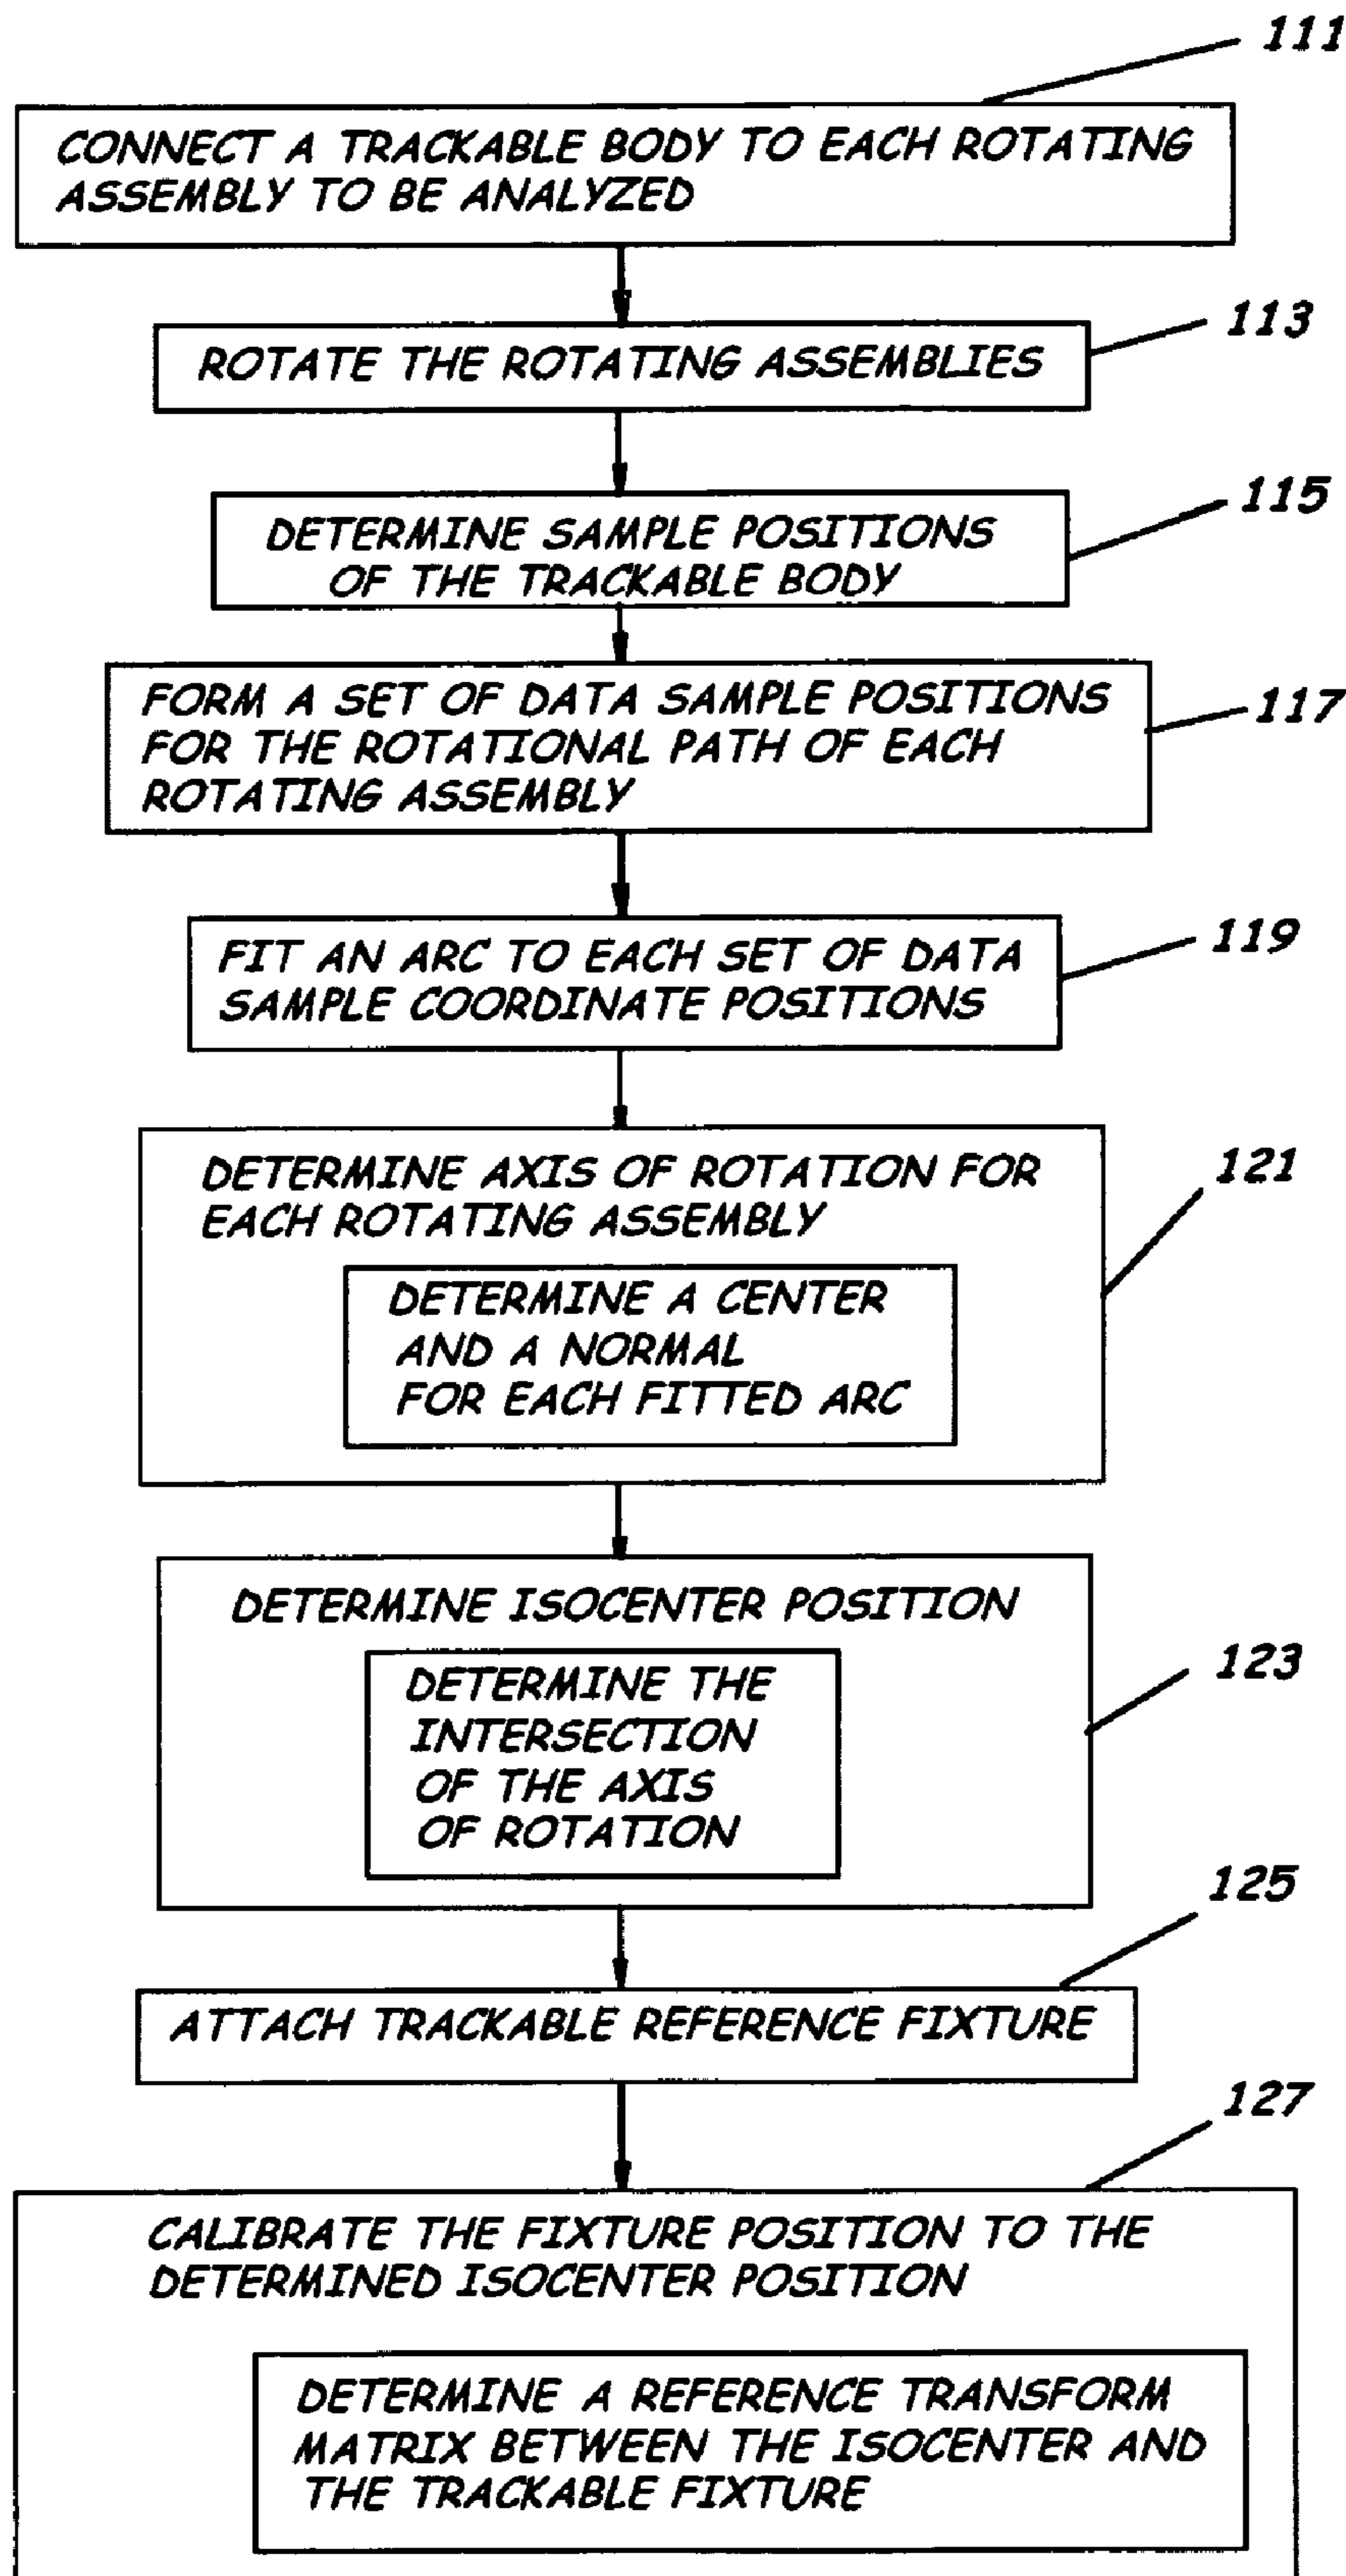 111
CONNECT A TRACKABLE BODY TO EACH ROTATING
ASSEMBLY TO BE ANALYZED
113
ROTATE THE ROTATING ASSEMBLIES
115
DETERMINE SAMPLE POSITIONS
OF THE TRACKABLE BODY
117
FORM A SET OF DATA SAMPLE POSITIONS
FOR THE ROTATIONAL PATH OF EACH
ROTATING ASSEMBLY
119
FIT AN ARC TO EACH SET OF DATA
SAMPLE COORDINATE POSITIONS
121
DETERMINE AXIS OF ROTATION FOR
EACH ROTATING ASSEMBLY
DETERMINE A CENTER
AND A NORMAL
FOR EACH FITTED ARC
DETERMINE ISOCENTER POSITION
123
DETERMINE THE
INTERSECTION
OF THE AXIS
OF ROTATION
125
ATTACH TRACKABLE REFERENCE FIXTURE
127
CALIBRATE THE FIXTURE POSITION TO THE
DETERMINED ISOCENTER POSITION
DETERMINE A REFERENCE TRANSFORM
MATRIX BETWEEN THE ISOCENTER AND
THE TRACKABLE FIXTURE